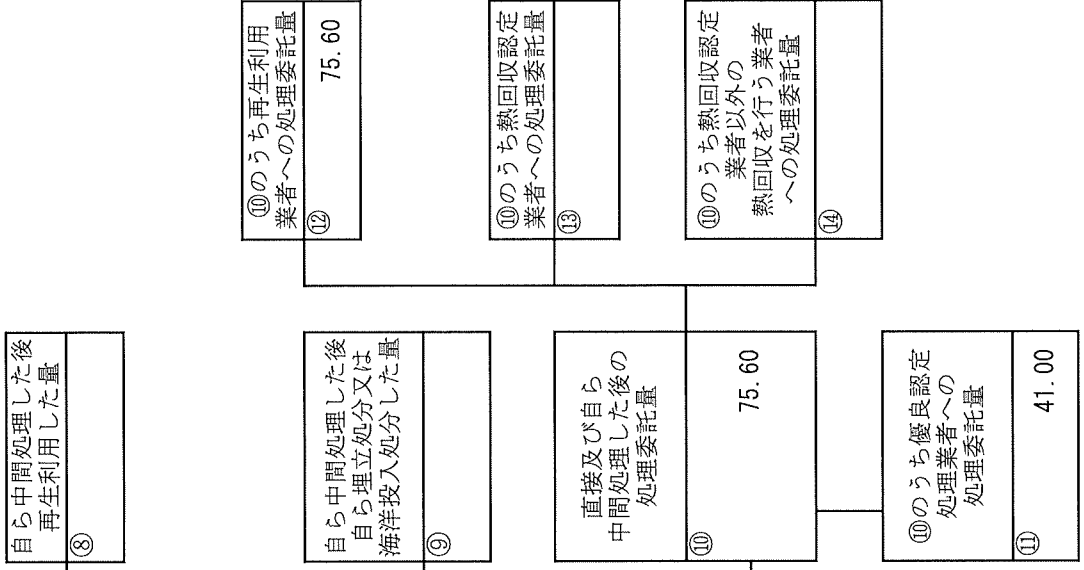 自ら中間処理した後
再生利用した量
⑧
自ら中間処理した後
自ら埋立処分又は
海洋投入処分した量
⑨
直接及び自ら
中間処理した後の
処理委託量
⑩
75.60
⑩のうち優良認定
処理業者への
処理委託量
⑪
41.00
⑩のうち再生利用
業者への処理委託量
⑫
75.60
⑩のうち熱回収認定
業者への処理委託量
⑬
⑩のうち熱回収認定
業者以外の
熱回収を行う業者
への処理委託量
⑭